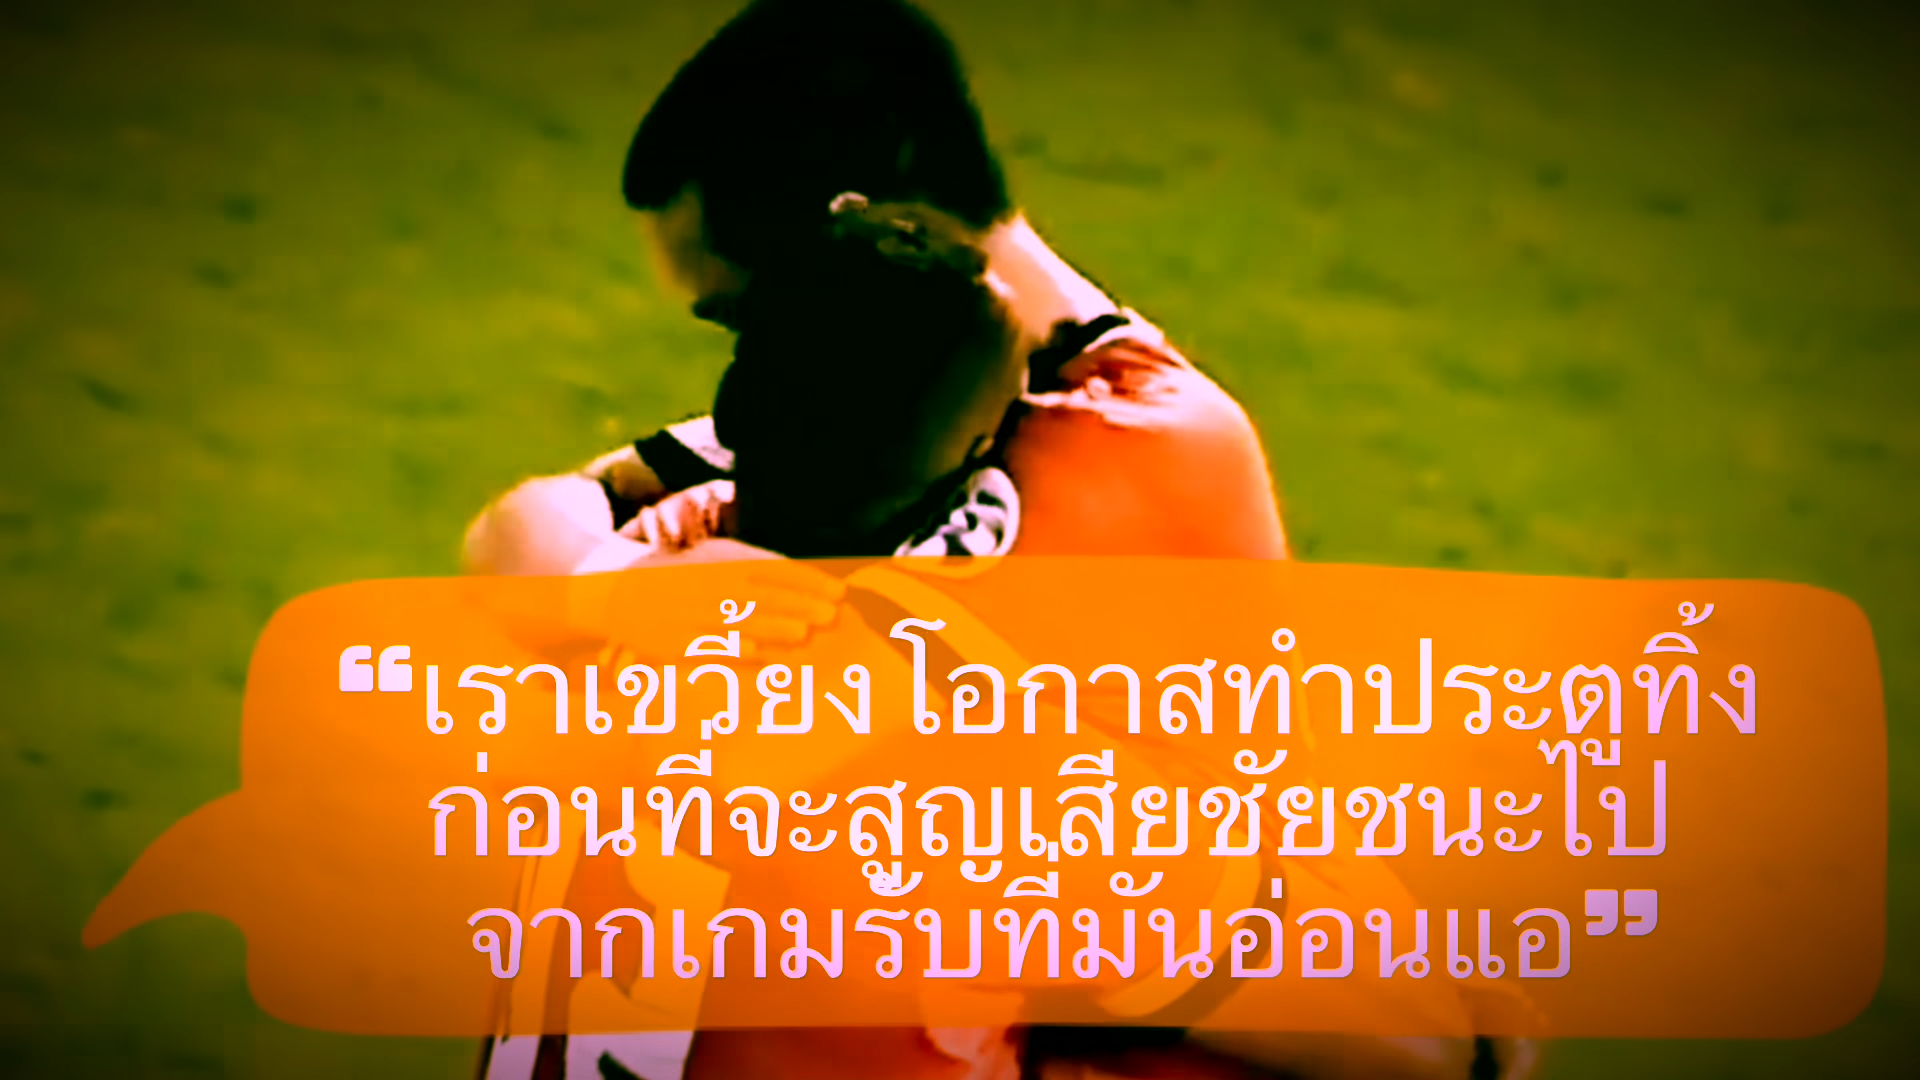 “เราเขวี้ยงโอกาสทำประตูทิ้ง
ก่อนที่จะสูญเสียชัยชนะไป
จากเกมรับที่มันอ่อนแอ”